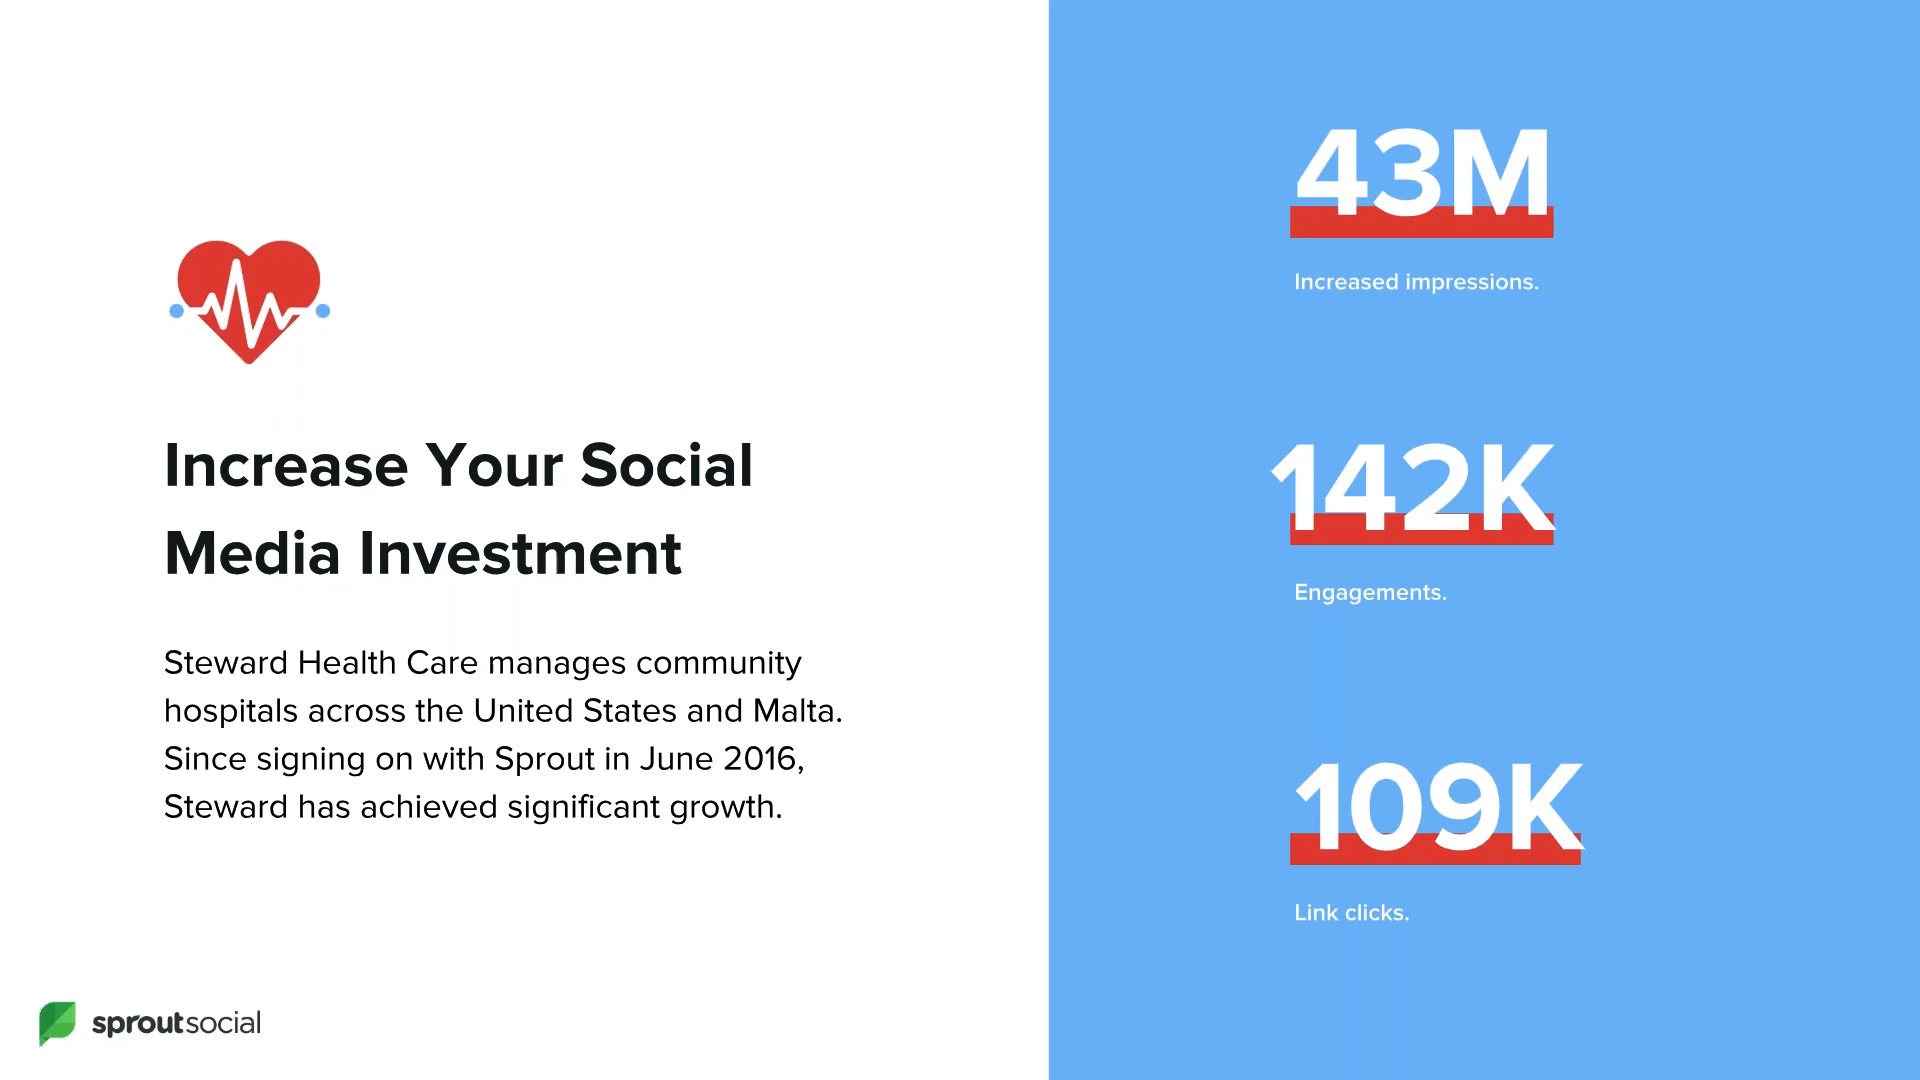 Increase Your Social
Media Investment
Steward Health Care manages community
hospitals across the United States and Malta.
Since signing on with Sprout in June 2016,
Steward has achieved significant growth.
sproutsocial
43M
Increased impressions.
142K
Engagements.
109K
Link clicks.